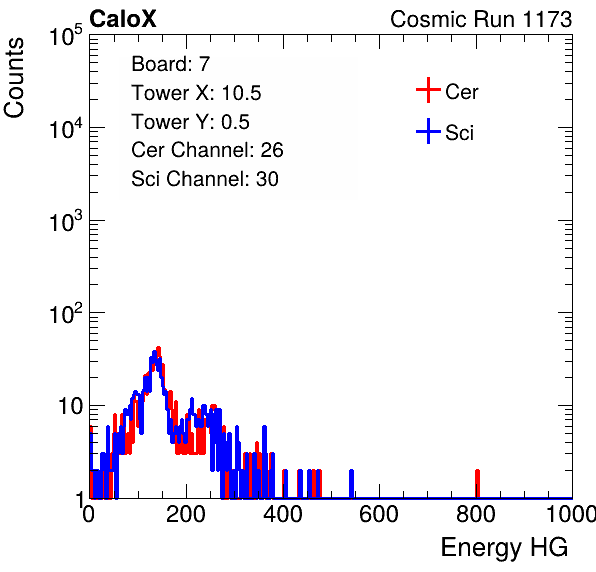 CaloX Cosmic Run 1173
Counts
Board: 7
Tower X: 10.5
Tower Y: 0.5
Cer Channel: 26
Sci Channel: 30
Cer
Sci
10^5
10^4
10^3
10^2
10
1
0 200 400 600 800 1000
Energy HG